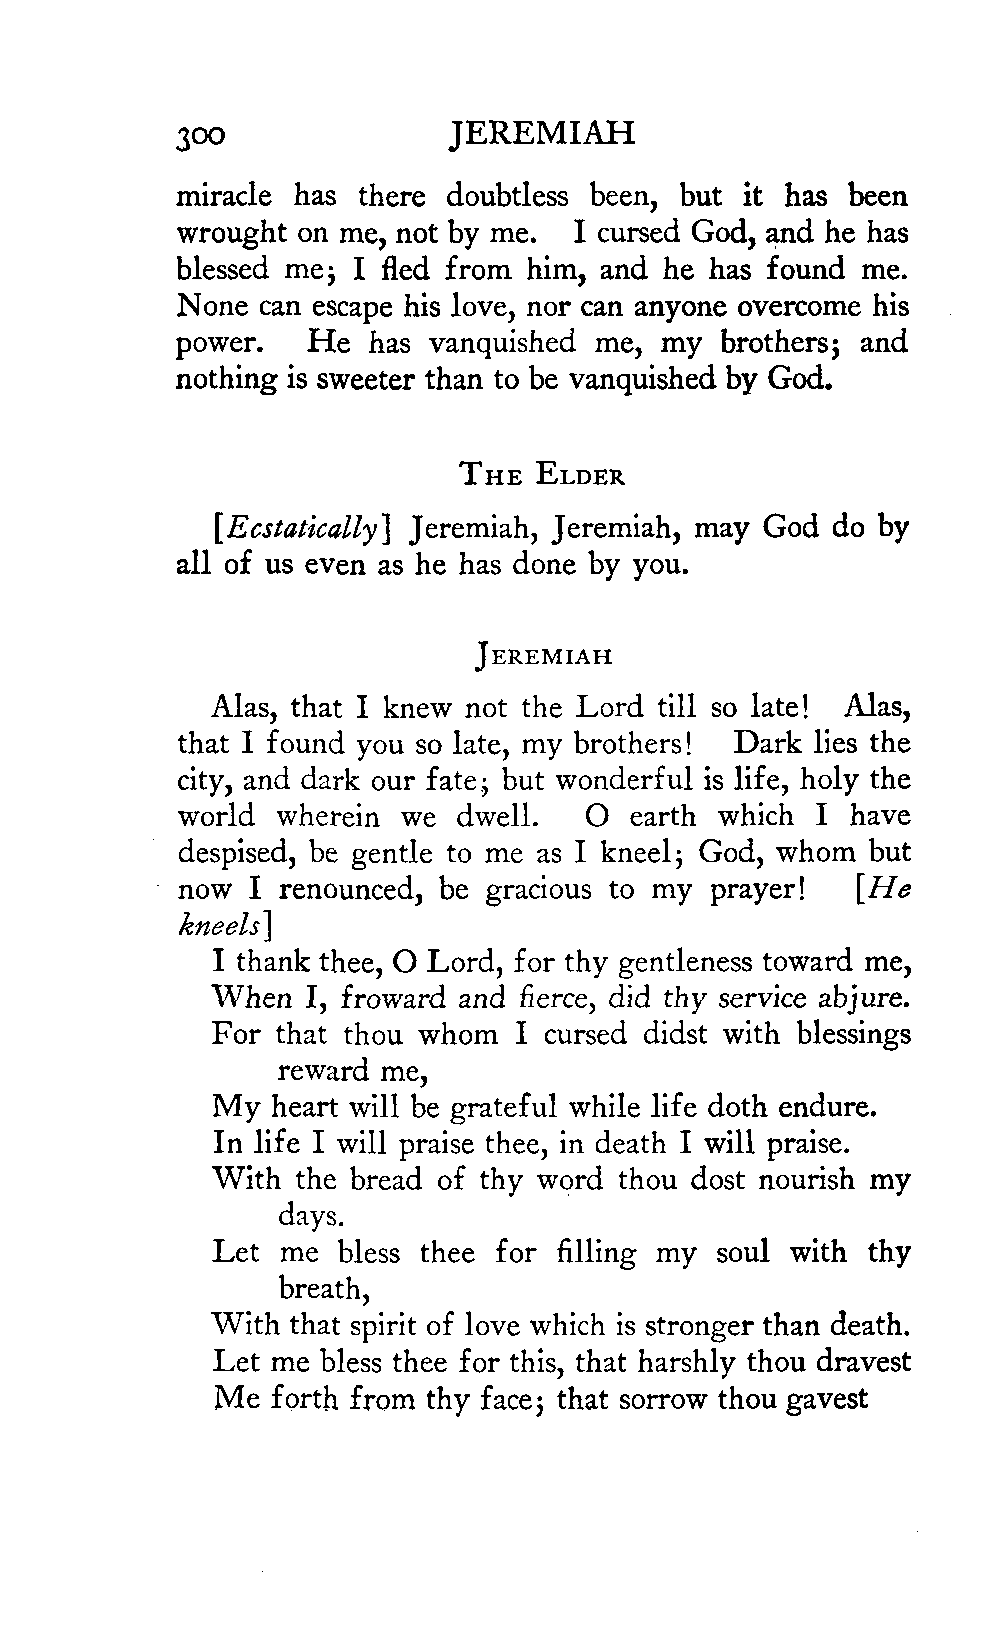 300 JEREMIAH
miracle has there doubtless been, but it has been
wrought on me, not by me. I cursed God, and he has
blessed me; I fled from him, and he has found me.
None can escape his love, nor can anyone overcome his
power. He has vanquished me, my brothers; and
nothing is sweeter than to be vanquished by God.
The Elder
[Ecstatically] Jeremiah, Jeremiah, may God do by
all of us even as he has done by you.
Jeremiah
Alas, that I knew not the Lord till so late! Alas,
that I found you so late, my brothers! Dark lies the
city, and dark our fate; but wonderful is life, holy the
world wherein we dwell. O earth which I have
despised, be gentle to me as I kneel; God, whom but
now I renounced, be gracious to my prayer! [He
kneels]
I thank thee, O Lord, for thy gentleness toward me,
When I, froward and fierce, did thy service abjure.
For that thou whom I cursed didst with blessings
reward me,
My heart will be grateful while life doth endure.
In life I will praise thee, in death I will praise.
With the bread of thy word thou dost nourish my
days.
Let me bless thee for filling my soul with thy
breath,
With that spirit of love which is stronger than death.
Let me bless thee for this, that harshly thou dravest
Me forth from thy face; that sorrow thou gavest